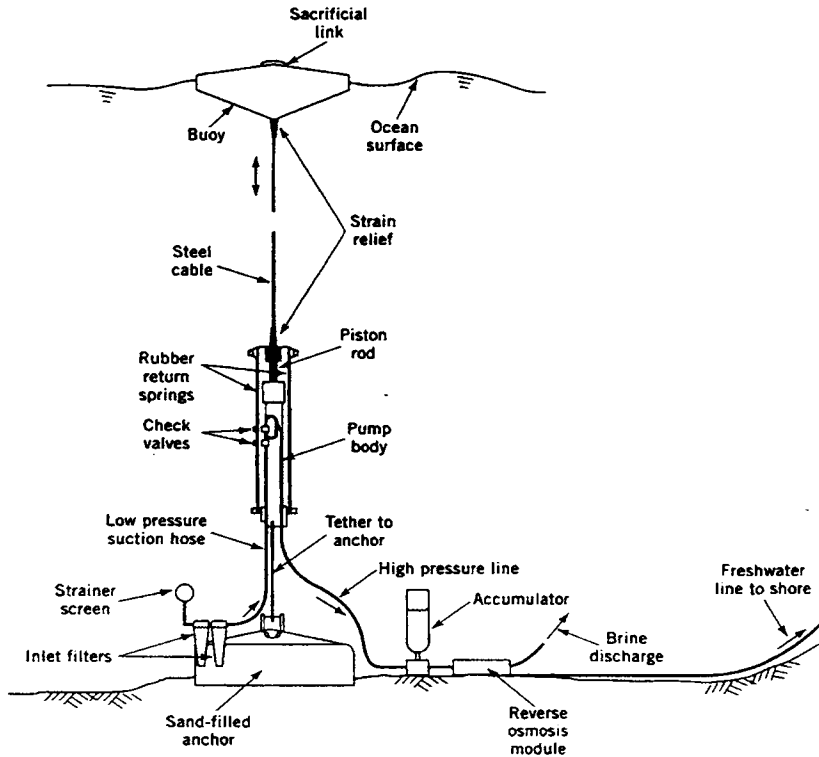 Sacrificial
link
Buoy
Ocean
surface
Strain
relief
Steel
cable
Piston
rod
Rubber
return
springs
Check
valves
Pump
body
Low pressure
suction hose
Tether to
anchor
High pressure line
Freshwater
line to shore
Strainer
screen
Accumulator
Brine
discharge
Inlet filters
Sand-filled
anchor
Reverse
osmosis
module